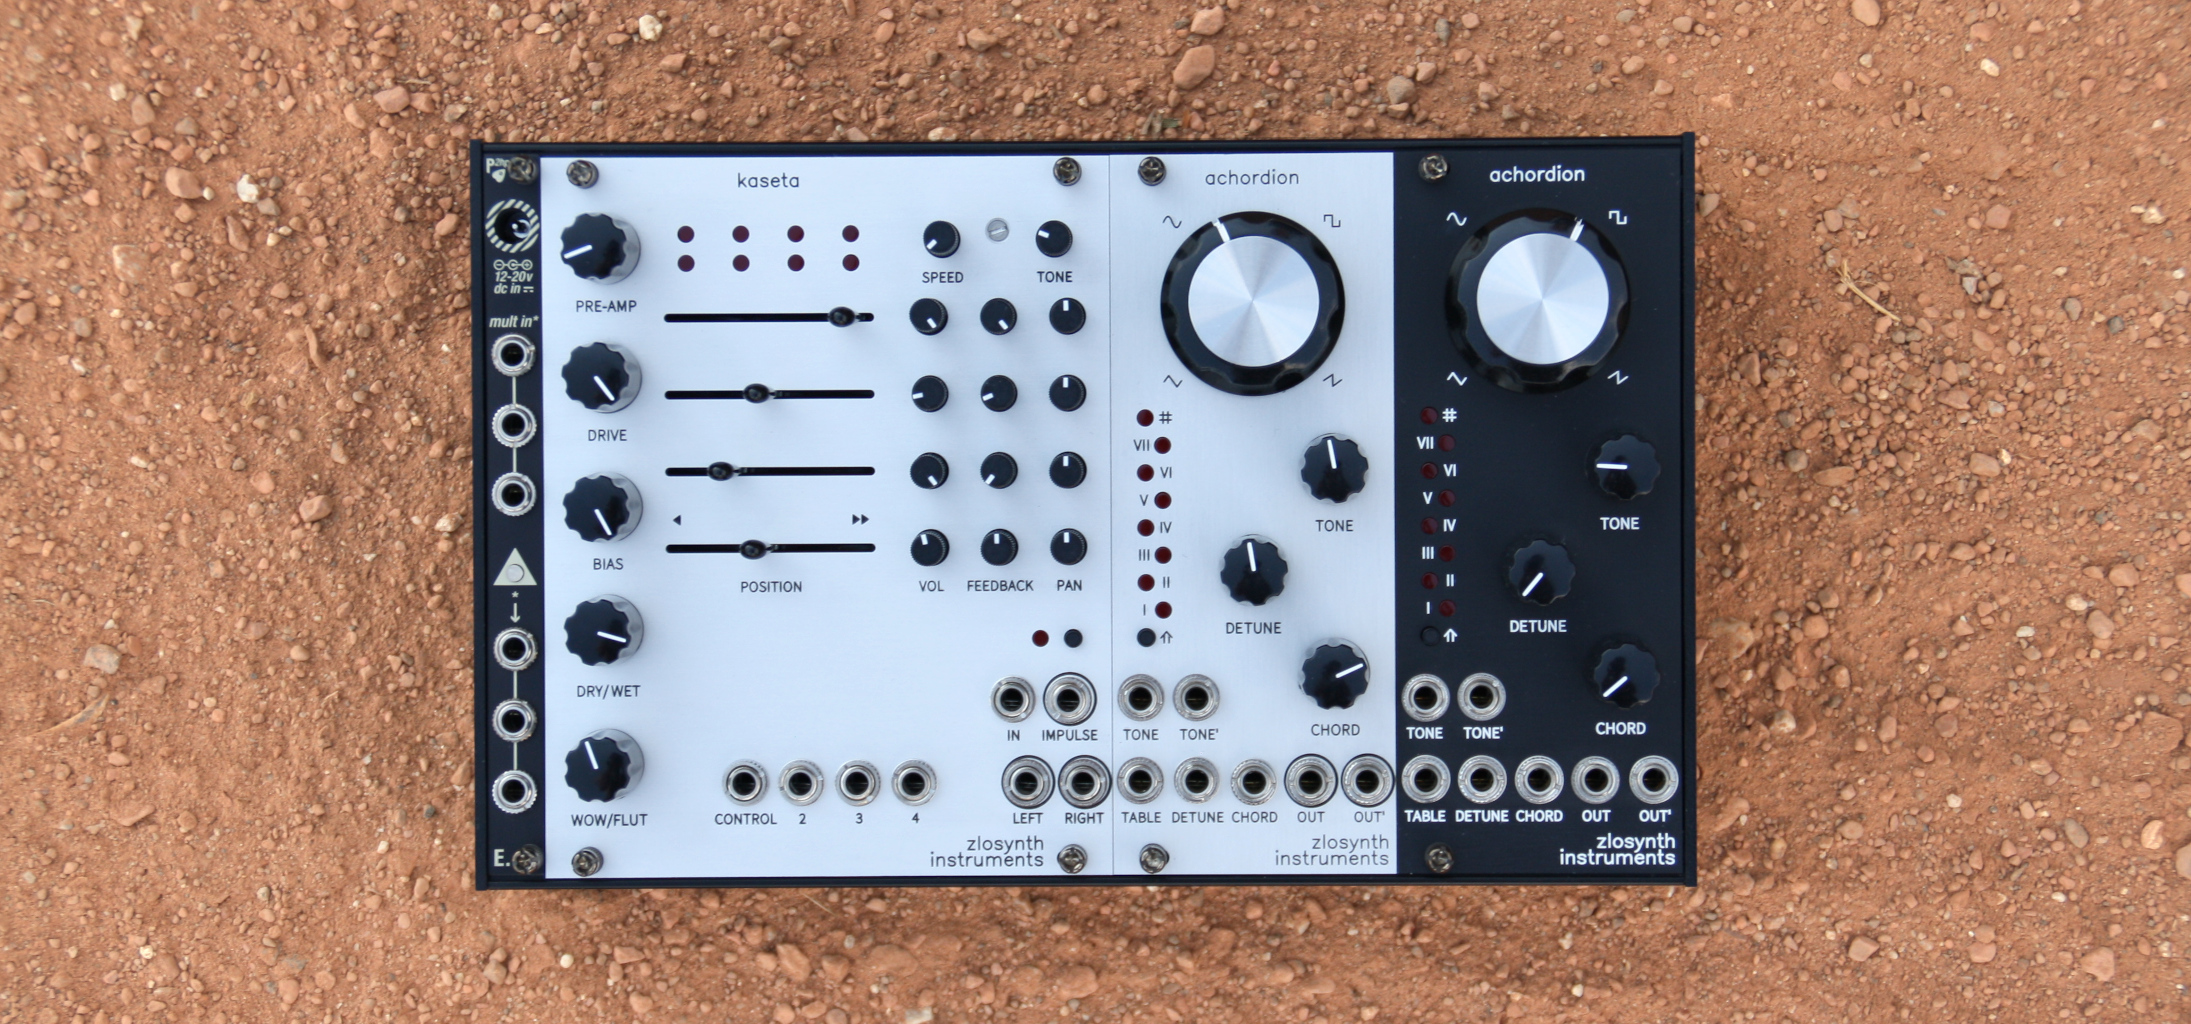 2hp
12-20v
dc in
mult in*
*
E.
kaseta
PRE-AMP
SPEED
TONE
DRIVE
BIAS
POSITION
VOL FEEDBACK PAN
DRY/WET
IN IMPULSE
WOW/FLUT
CONTROL 2 3 4
LEFT RIGHT
zlosynth
instruments
achordion
#
VII
VI
V
IV
III
II
I
TONE
DETUNE
CHORD
TONE TONE'
TABLE DETUNE CHORD OUT OUT'
zlosynth
instruments
achordion
#
VII
VI
V
IV
III
II
I
TONE
DETUNE
CHORD
TONE TONE'
TABLE DETUNE CHORD OUT OUT'
zlosynth
instruments